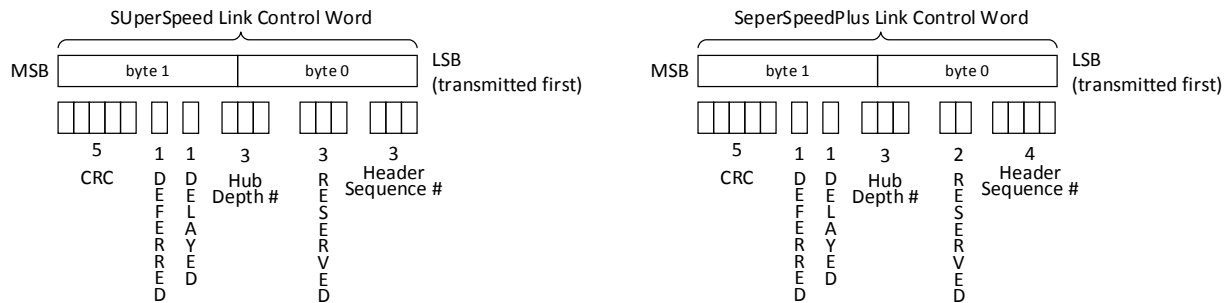 SUperSpeed Link Control Word
MSB
byte 1
byte 0
LSB
(transmitted first)
5
CRC
1
DEFERRED
1
DELAYED
3
Hub
Depth #
3
RESERVED
3
Header
Sequence #
SeperSpeedPlus Link Control Word
MSB
byte 1
byte 0
LSB
(transmitted first)
5
CRC
1
DEFERRED
1
DELAYED
3
Hub
Depth #
2
RESERVED
4
Header
Sequence #